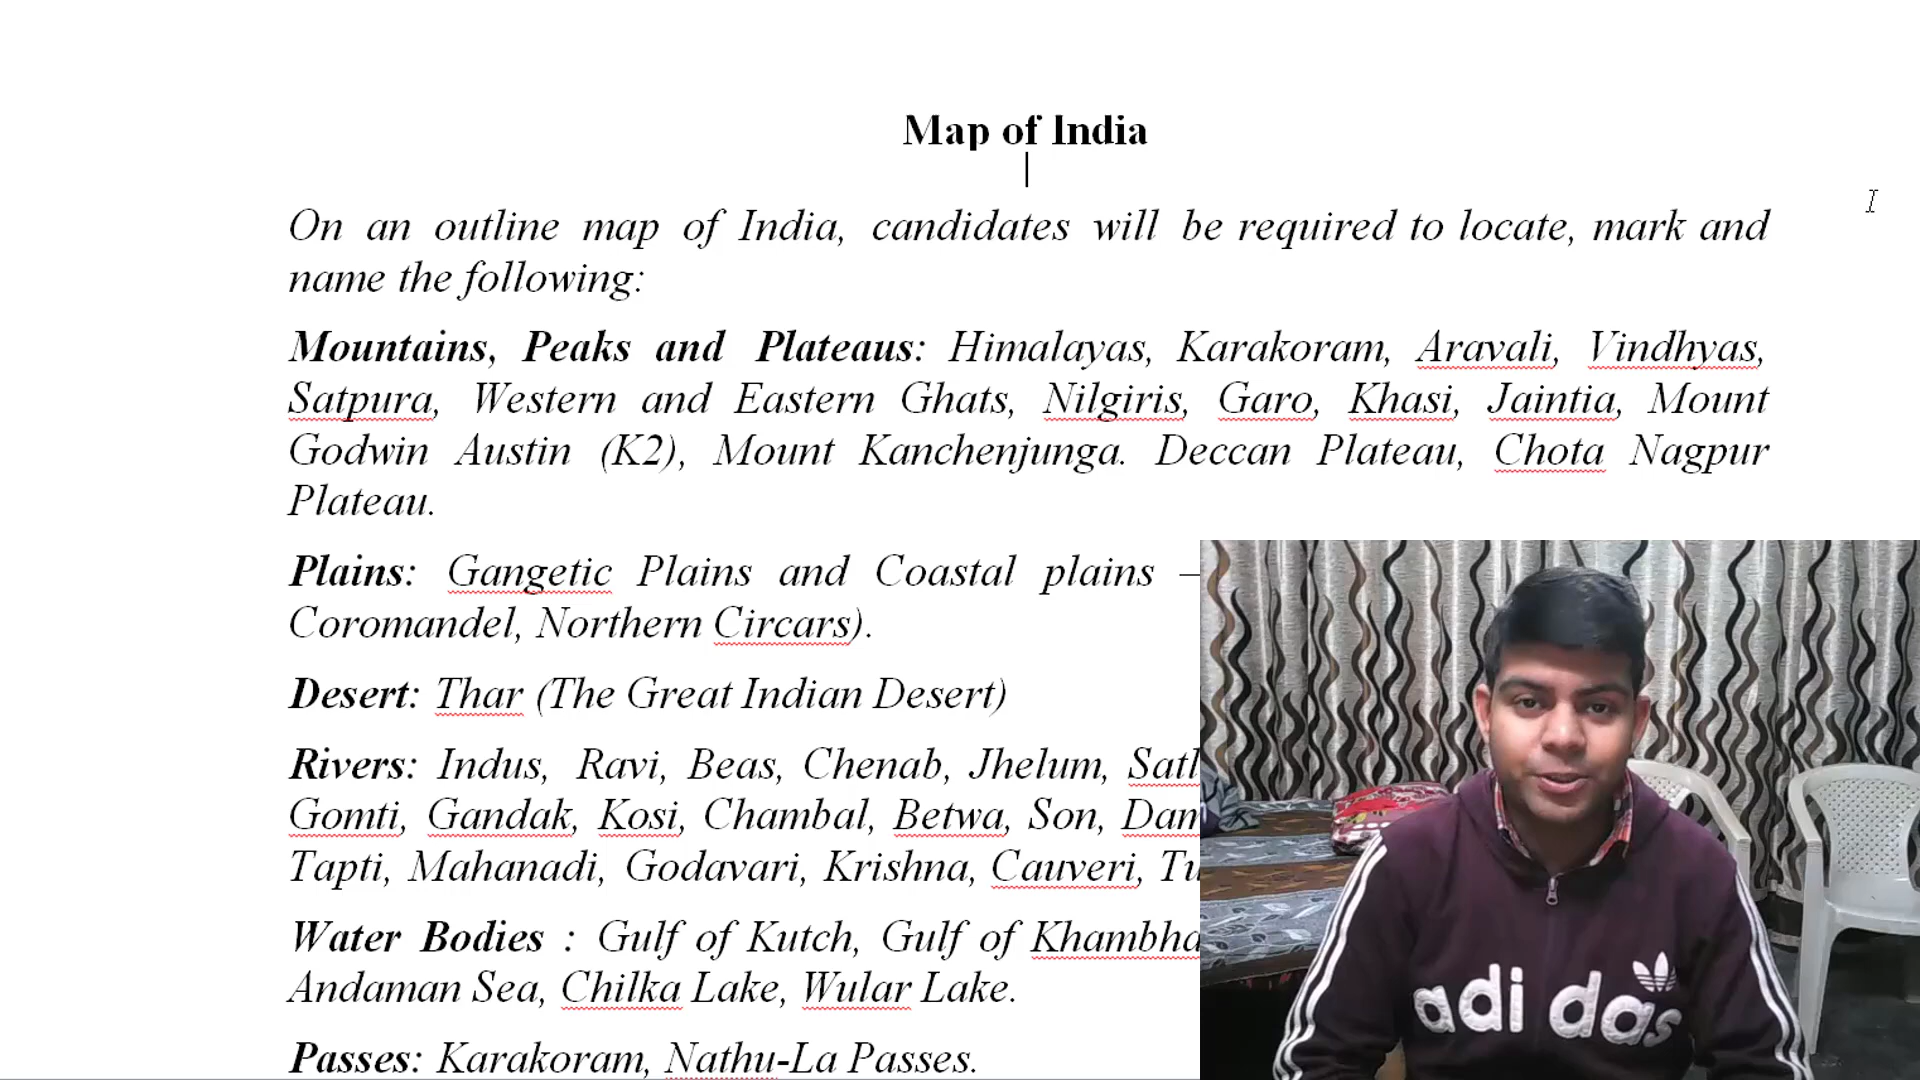 Map of India
On an outline map of India, candidates will be required to locate, mark and
name the following:
Mountains, Peaks and Plateaus: Himalayas, Karakoram, Aravali, Vindhyas,
Satpura, Western and Eastern Ghats, Nilgiris, Garo, Khasi, Jaintia, Mount
Godwin Austin (K2), Mount Kanchenjunga. Deccan Plateau, Chota Nagpur
Plateau.
Plains: Gangetic Plains and Coastal plains –
Coromandel, Northern Circars).
Desert: Thar (The Great Indian Desert)
Rivers: Indus, Ravi, Beas, Chenab, Jhelum,
Gomti, Gandak, Kosi, Chambal, Betwa, Son,
Tapti, Mahanadi, Godavari, Krishna, Cauveri,
Water Bodies : Gulf of Kutch, Gulf of
Andaman Sea, Chilka Lake, Wular Lake.
Passes: Karakoram, Nathu-La Passes.
adidas